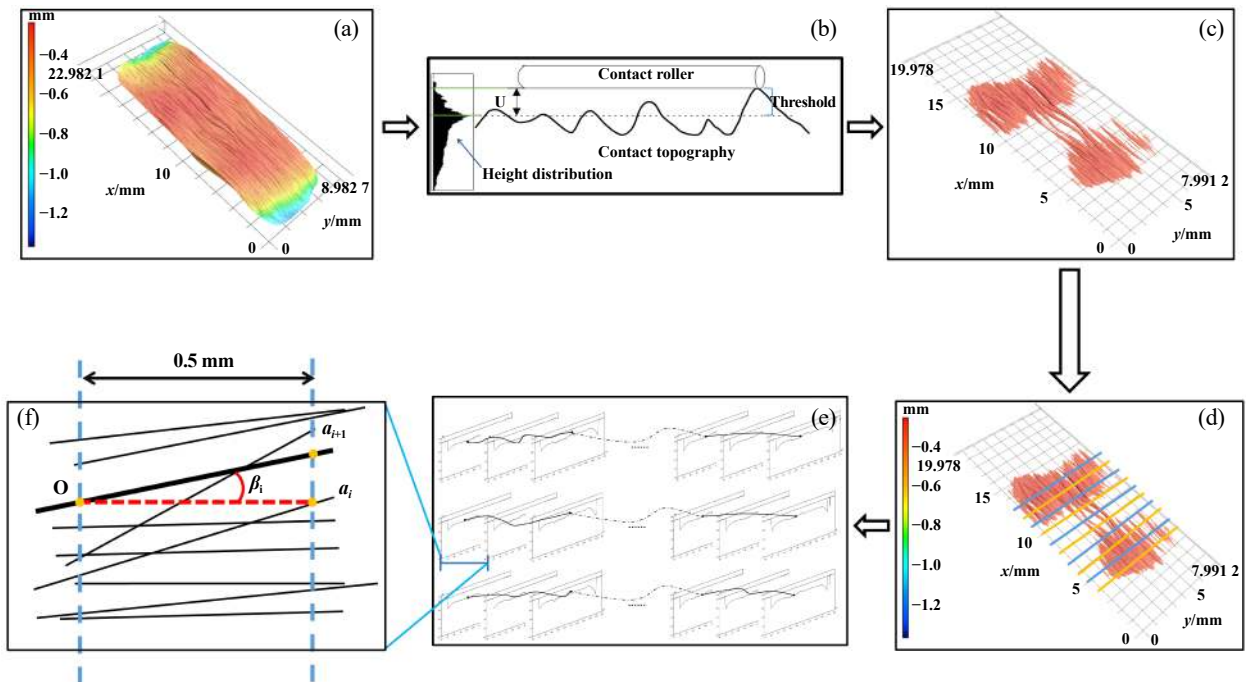 mm
(a)
−0.4
22.982 1
−0.6
−0.8
−1.0
−1.2
10
x/mm
8.982 7
y/mm
0
0
(b)
Contact roller
U
Threshold
Contact topography
Height distribution
(c)
19.978
15
10
x/mm
5
7.991 2
5
y/mm
0
0
mm
(d)
−0.4
19.978
−0.6
15
−0.8
10
−1.0
x/mm
7.991 2
5
5
−1.2
y/mm
0
0
(e)
......
......
......
0.5 mm
(f)
aᵢ₊₁
O
βᵢ
aᵢ